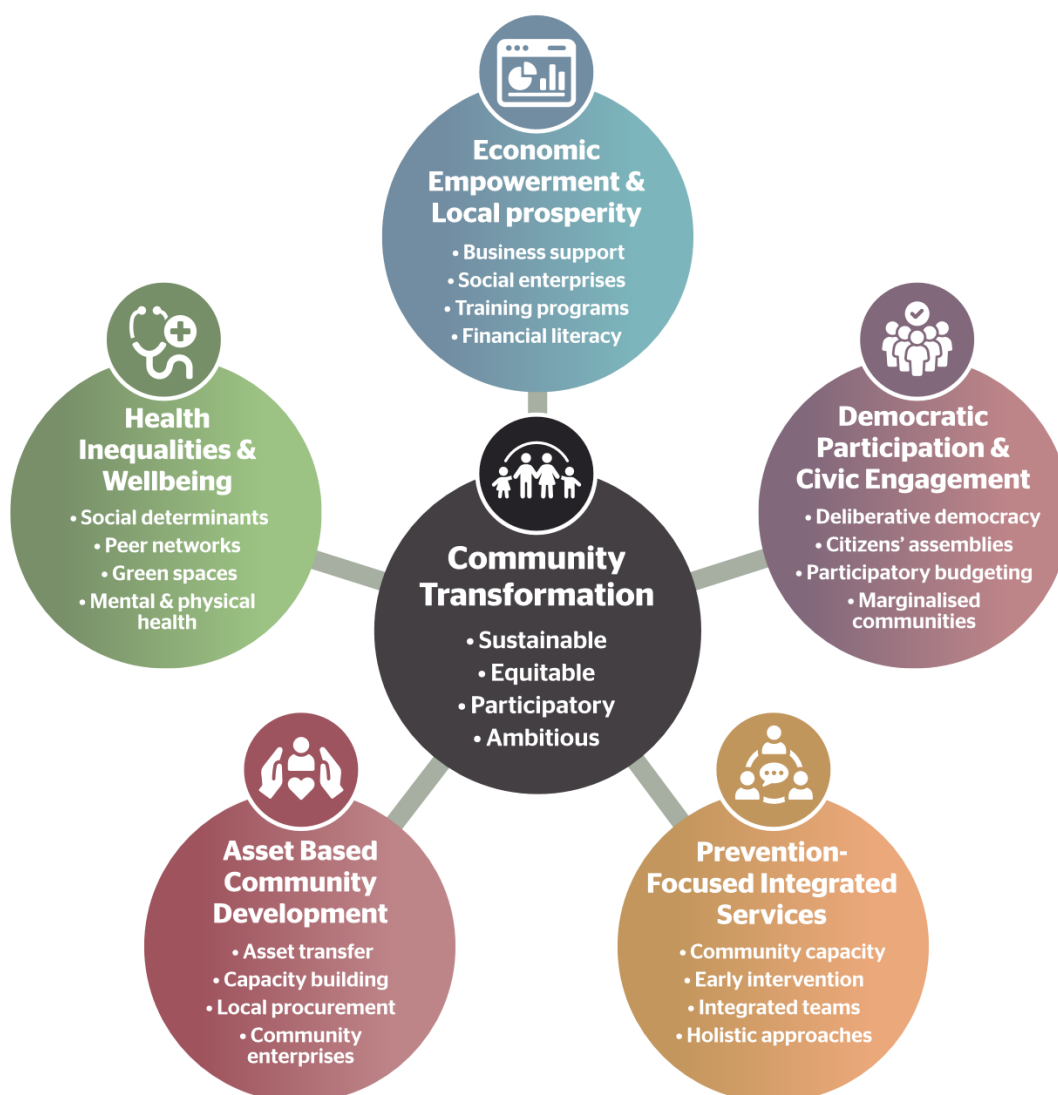 Economic
Empowerment &
Local prosperity
• Business support
• Social enterprises
• Training programs
• Financial literacy
Health
Inequalities &
Wellbeing
• Social determinants
• Peer networks
• Green spaces
• Mental & physical
health
Democratic
Participation &
Civic Engagement
• Deliberative democracy
• Citizens’ assemblies
• Participatory budgeting
• Marginalised
communities
Community
Transformation
• Sustainable
• Equitable
• Participatory
• Ambitious
Asset Based
Community
Development
• Asset transfer
• Capacity building
• Local procurement
• Community
enterprises
Prevention-
Focused Integrated
Services
• Community capacity
• Early intervention
• Integrated teams
• Holistic approaches